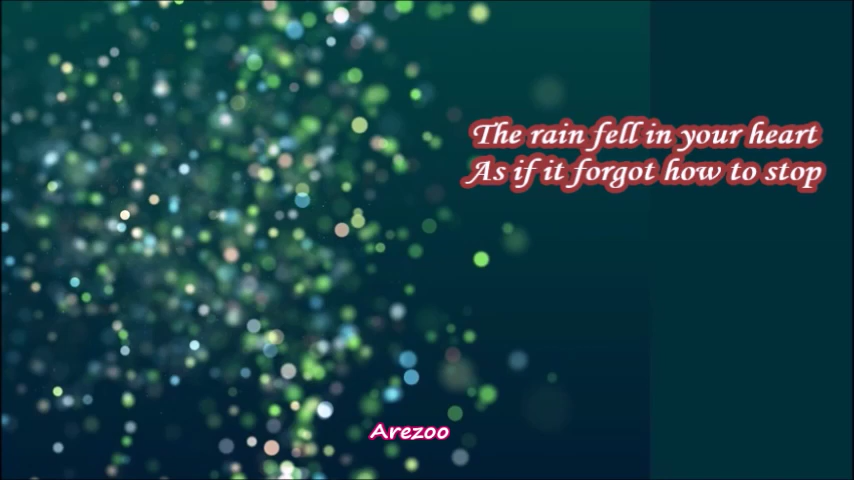 The rain fell in your heart
As if it forgot how to stop
Arezoo